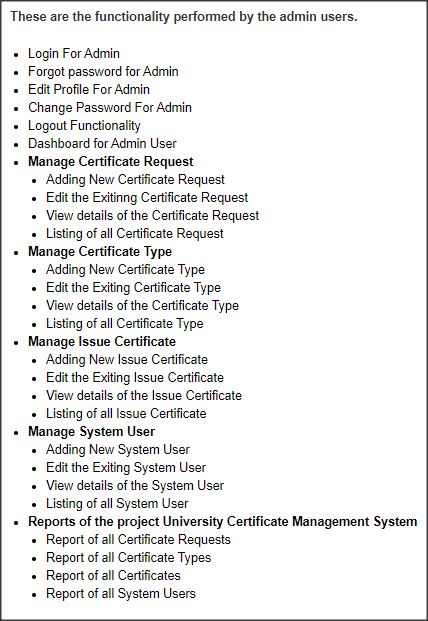 These are the functionality performed by the admin users.
Login For Admin
Forgot password for Admin
Edit Profile For Admin
Change Password For Admin
Logout Functionality
Dashboard for Admin User
Manage Certificate Request
Adding New Certificate Request
Edit the Exitinng Certificate Request
View details of the Certificate Request
Listing of all Certificate Request
Manage Certificate Type
Adding New Certificate Type
Edit the Exiting Certificate Type
View details of the Certificate Type
Listing of all Certificate Type
Manage Issue Certificate
Adding New Issue Certificate
Edit the Exiting Issue Certificate
View details of the Issue Certificate
Listing of all Issue Certificate
Manage System User
Adding New System User
Edit the Exiting System User
View details of the System User
Listing of all System User
Reports of the project University Certificate Management System
Report of all Certificate Requests
Report of all Certificate Types
Report of all Certificates
Report of all System Users